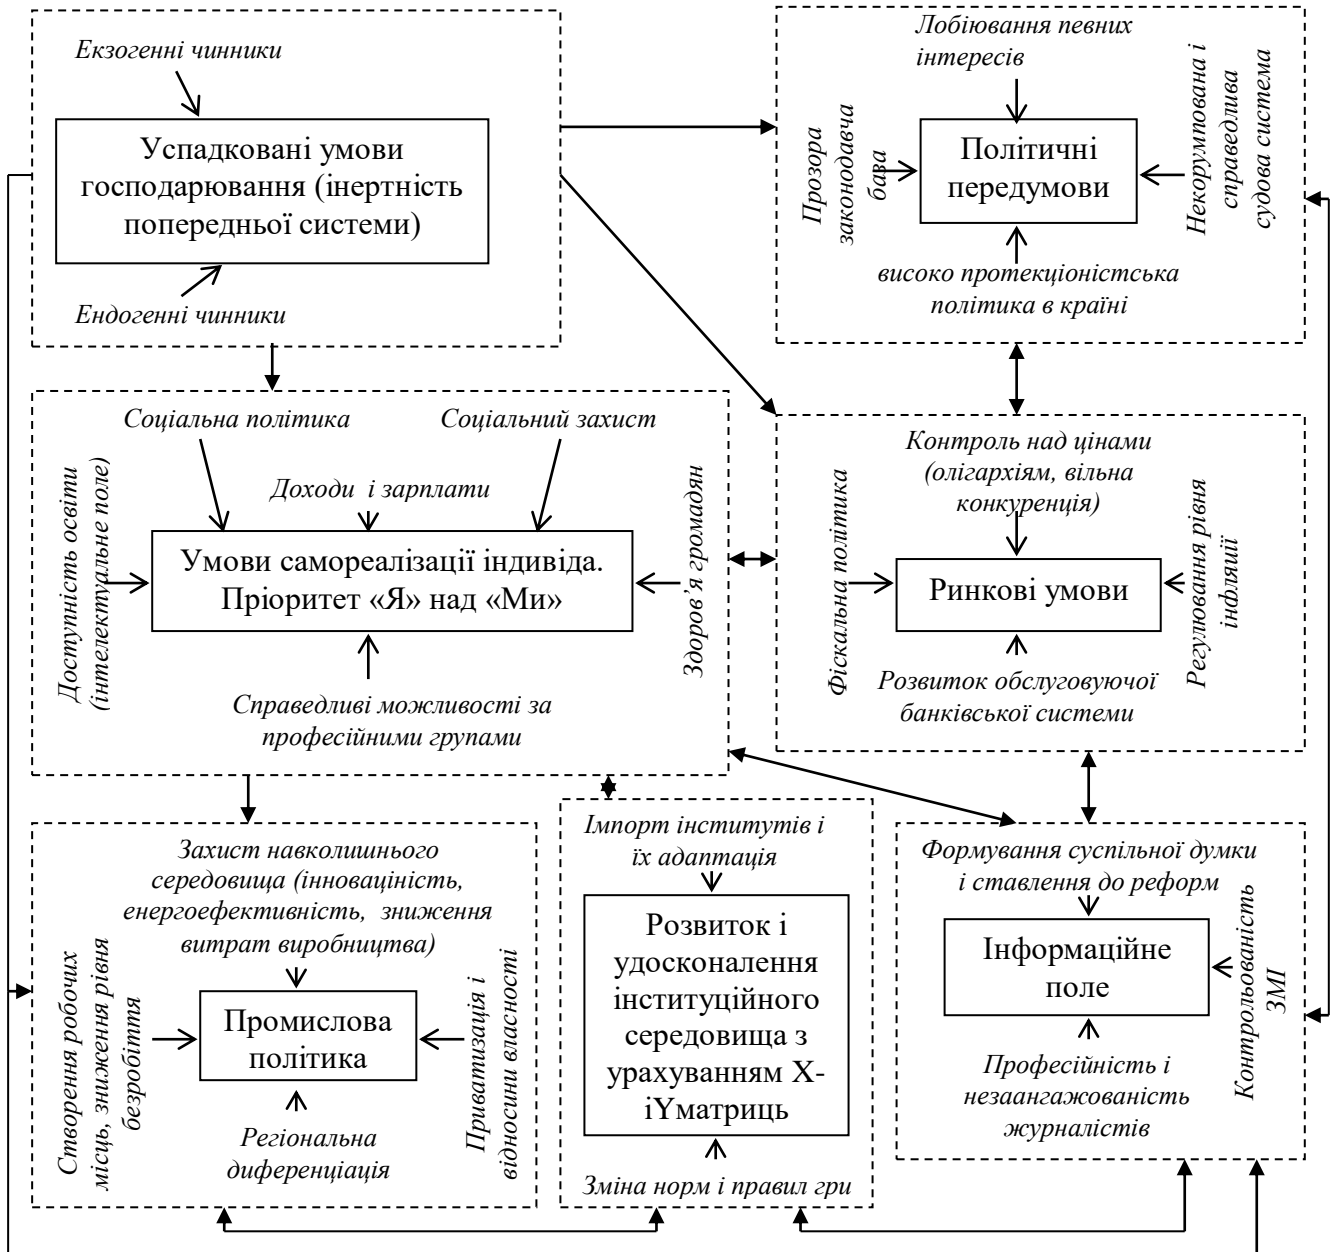 Екзогенні чинники
Успадковані умови
господарювання (інертність
попередньої системи)
Ендогенні чинники
Лобіювання певних
інтересів
Прозора
законодавча
база
Політичні
передумови
Некорумпована і
справедлива
судова система
високо протекціоністська
політика в країні
Соціальна політика
Соціальний захист
Доступність освіти
(інтелектуальне поле)
Доходи і зарплати
Умови самореалізації індивіда.
Пріоритет «Я» над «Ми»
Здоров’я громадян
Справедливі можливості за
професійними групами
Контроль над цінами
(олігархіям, вільна
конкуренція)
Фіскальна політика
Ринкові умови
Регулювання рівня
інфляції
Розвиток обслуговуючої
банківської системи
Захист навколишнього
середовища (інноваціність,
енергоефективність, зниження
витрат виробництва)
Створення робочих
місць, зниження рівня
безробіття
Промислова
політика
Приватизація і
відносини власності
Регіональна
диференціація
Імпорт інститутів і
їх адаптація
Розвиток і
удосконалення
інституційного
середовища з
урахуванням X-
іYматриць
Зміна норм і правил гри
Формування суспільної думки
і ставлення до реформ
Інформаційне
поле
Контрольованість
ЗМІ
Професійність і
незаангажованість
журналістів